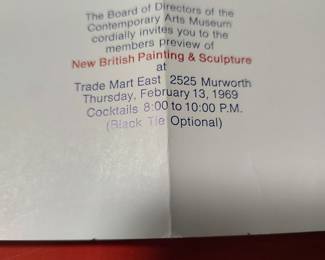 The Board of Directors of the
Contemporary Arts Museum
cordially invites you to the
members preview of
New British Painting & Sculpture
at
Trade Mart East 2525 Murworth
Thursday, February 13, 1969
Cocktails 8:00 to 10:00 P.M.
(Black Tie Optional)